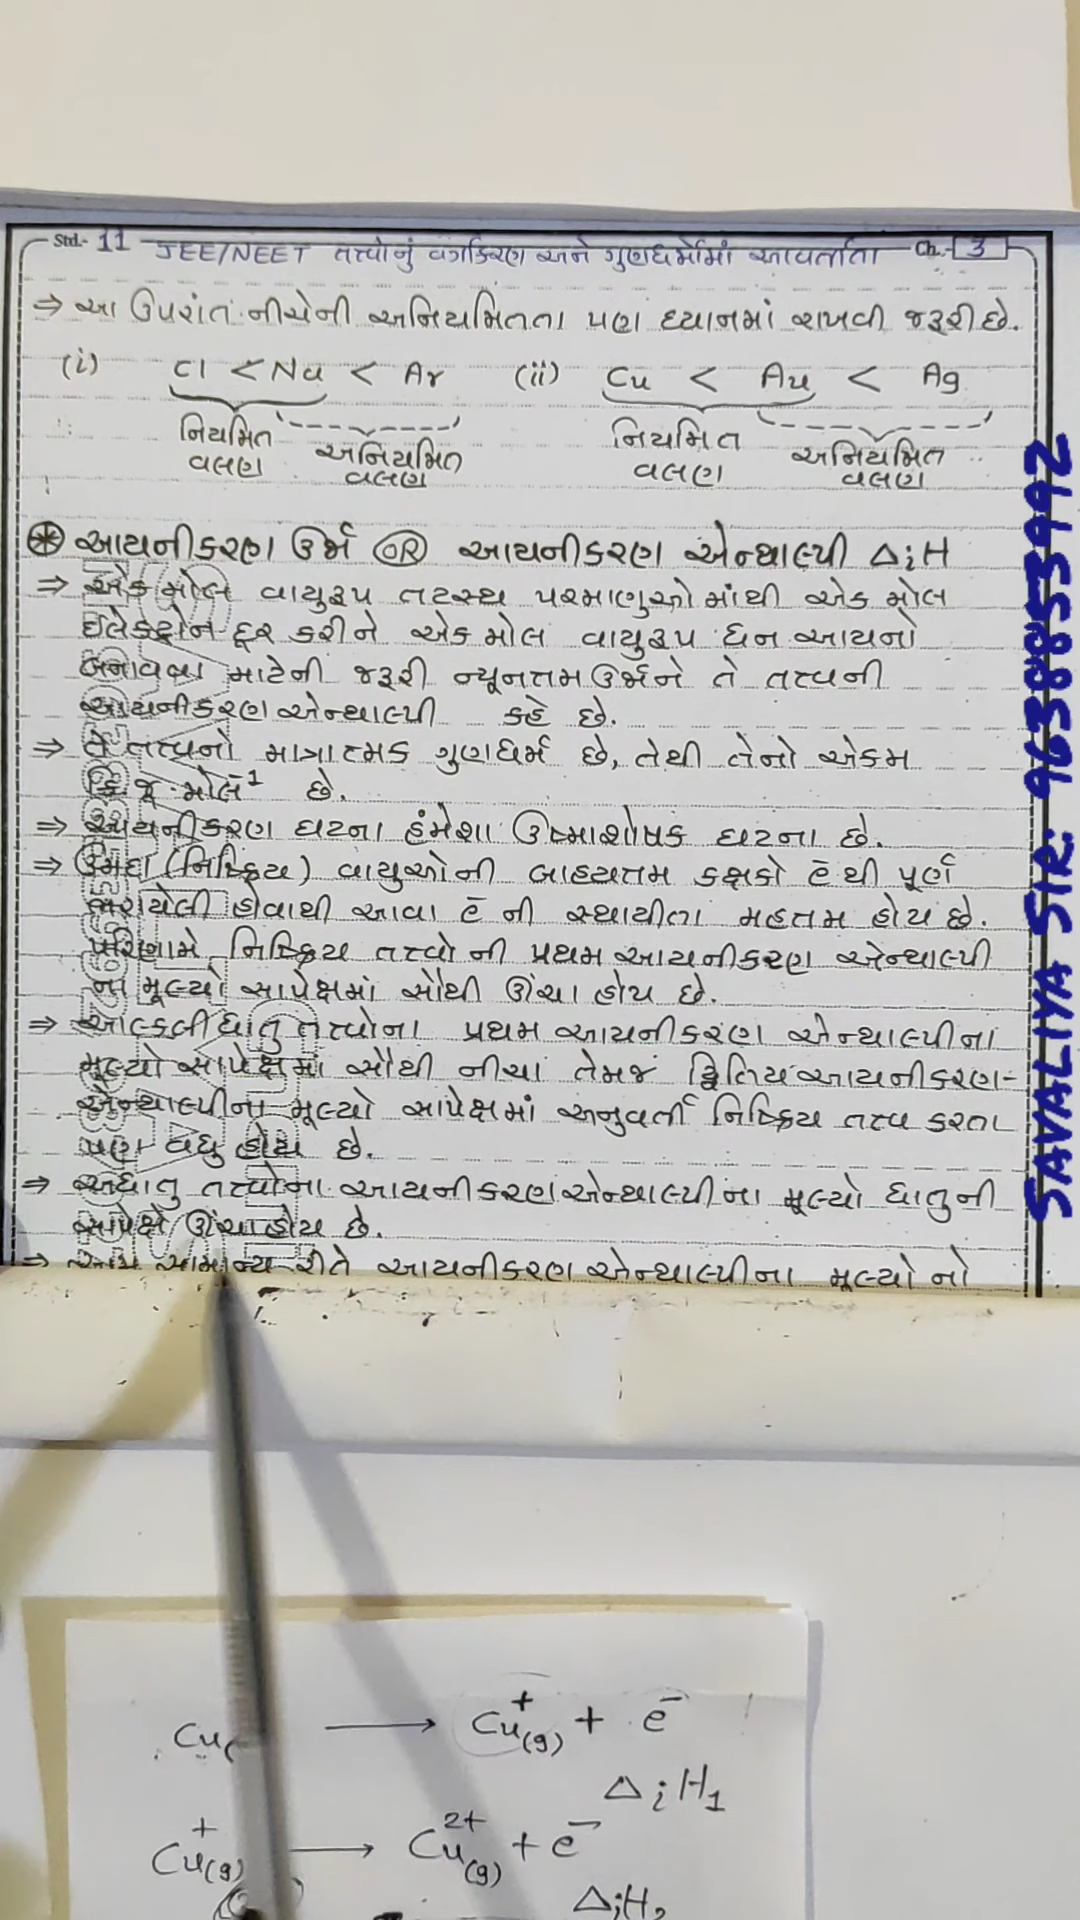 Std.- 11 JEE/NEET તત્વોનું વર્ગીકરણ અને ગુણધર્મોમાં આવર્તતા Ch.- 3
⇒ આ ઉપરાંત નીચેની અનિયમિતતા પણ ધ્યાનમાં રાખવી જરૂરી છે.
(i) Cl < Na < Ar (ii) Cu < Au < Ag
નિયમિત વલણ અનિયમિત વલણ નિયમિત વલણ અનિયમિત વલણ
⊛ આયનીકરણ ઉર્જા OR આયનીકરણ એન્થાલ્પી ΔiH
⇒ એક મોલ વાયુરૂપ તટસ્થ પરમાણુઓમાંથી એક મોલ
ઈલેક્ટ્રોન દૂર કરીને એક મોલ વાયુરૂપ ધન આયનો
બનાવવા માટેની જરૂરી ન્યૂનતમ ઉર્જાને તે તત્વની
આયનીકરણ એન્થાલ્પી કહે છે.
⇒ તે તત્વનો માત્રાત્મક ગુણધર્મ છે, તેથી તેનો એકમ
કિ.જૂ.મોલ⁻¹ છે.
⇒ આયનીકરણ ઘટના હંમેશા ઉષ્માશોષક ઘટના છે.
⇒ ઉમદા (નિષ્ક્રિય) વાયુઓની બાહ્યતમ કક્ષકો ē થી પૂર્ણ
ભરાયેલી હોવાથી આવા ē ની સ્થાયીતા મહતમ હોય છે.
પરિણામે નિષ્ક્રિય તત્વો ની પ્રથમ આયનીકરણ એન્થાલ્પી
ના મૂલ્યો સાપેક્ષમાં સૌથી ઊંચા હોય છે.
⇒ આલ્કલી ધાતુ તત્વોના પ્રથમ આયનીકરણ એન્થાલ્પીના
મૂલ્યો સાપેક્ષમાં સૌથી નીચા તેમજ દ્વિતિય આયનીકરણ-
એન્થાલ્પીના મૂલ્યો સાપેક્ષમાં અનુવર્તી નિષ્ક્રિય તત્વ કરતા
પણ વધુ હોય છે.
⇒ અધાતુ તત્વોના આયનીકરણ એન્થાલ્પીના મૂલ્યો ધાતુની
સાપેક્ષે ઊંચા હોય છે.
⇒ આમ સામાન્ય રીતે આયનીકરણ એન્થાલ્પીના મૂલ્યો નો
SAVALIYA SIR: 9638853992
Cu( → Cu⁺(g) + e⁻
ΔiH₁
Cu⁺(g) → Cu²⁺(g) + e⁻
ΔiH₂